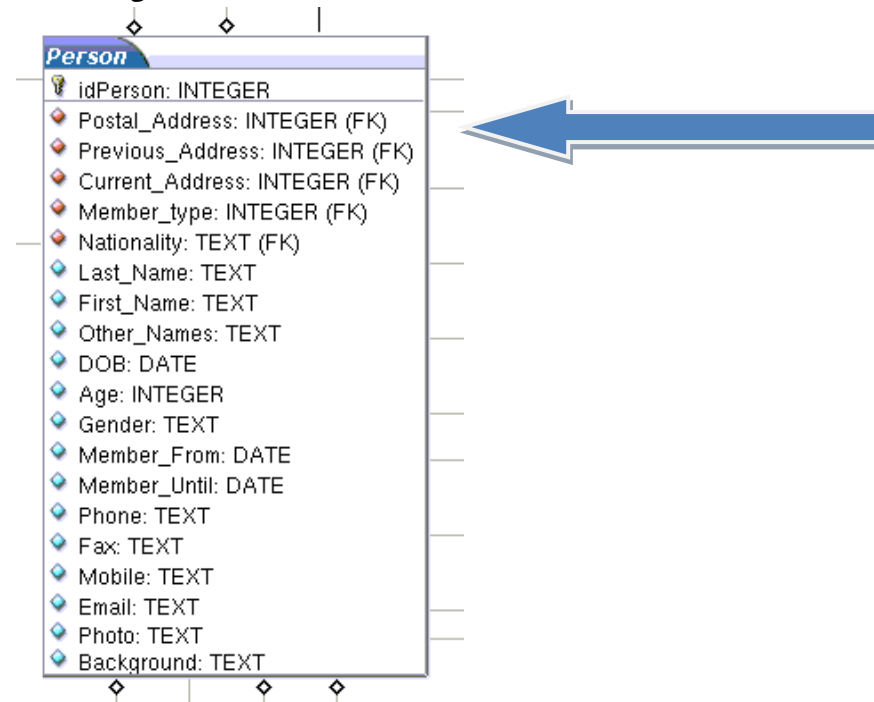 Person
idPerson: INTEGER
Postal_Address: INTEGER (FK)
Previous_Address: INTEGER (FK)
Current_Address: INTEGER (FK)
Member_type: INTEGER (FK)
Nationality: TEXT (FK)
Last_Name: TEXT
First_Name: TEXT
Other_Names: TEXT
DOB: DATE
Age: INTEGER
Gender: TEXT
Member_From: DATE
Member_Until: DATE
Phone: TEXT
Fax: TEXT
Mobile: TEXT
Email: TEXT
Photo: TEXT
Background: TEXT